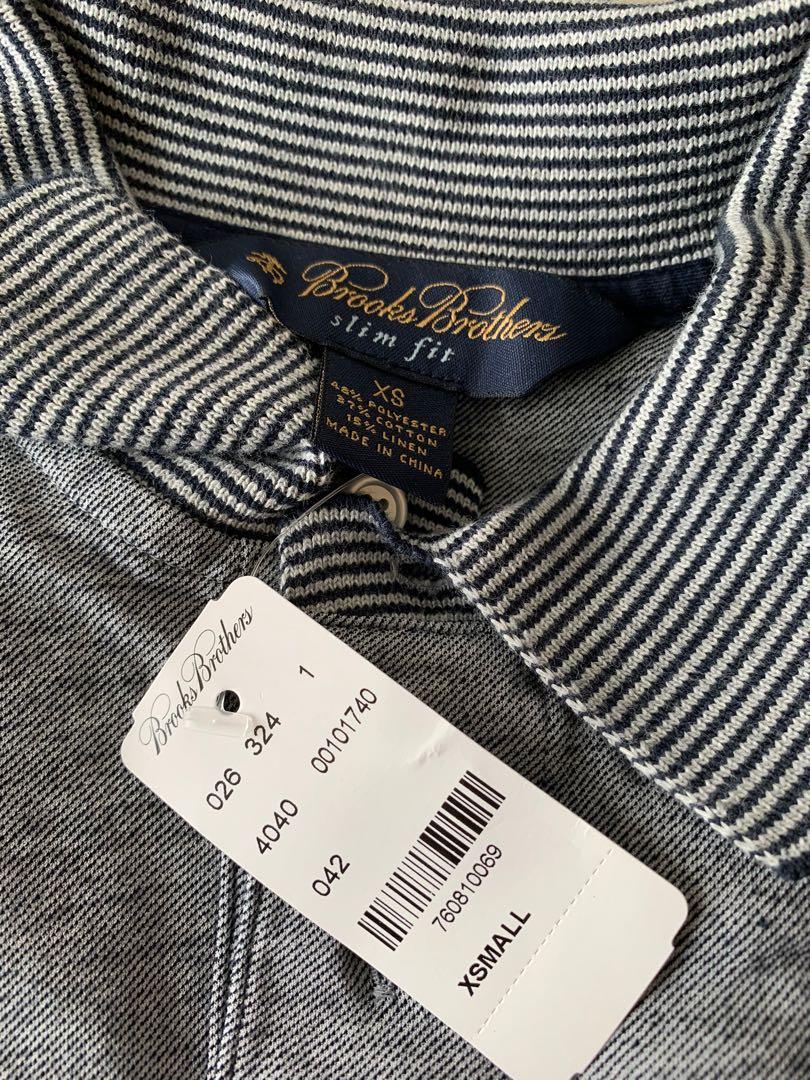 Brooks Brothers
slim fit
XS
48% POLYESTER
37% COTTON
15% LINEN
MADE IN CHINA
Brooks Brothers
026 324 1
4040 00101740
042
760810069
XSMALL